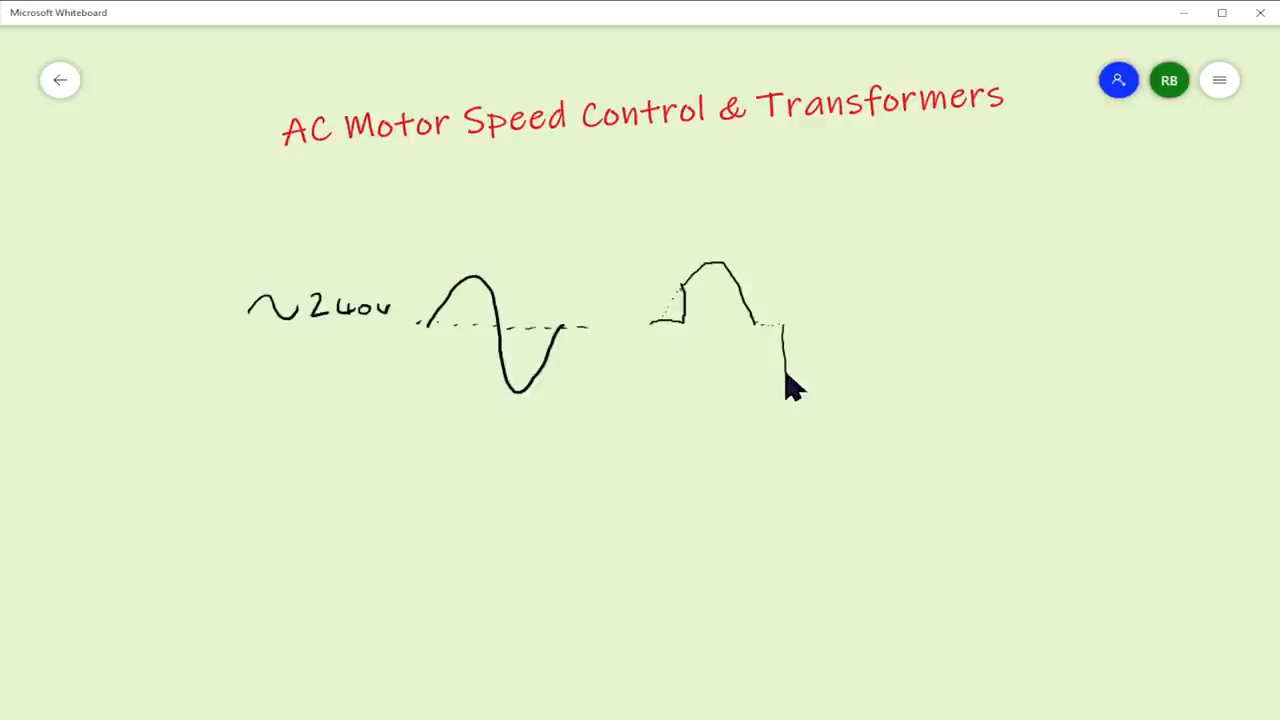 Microsoft Whiteboard
RB
AC Motor Speed Control & Transformers
~240v